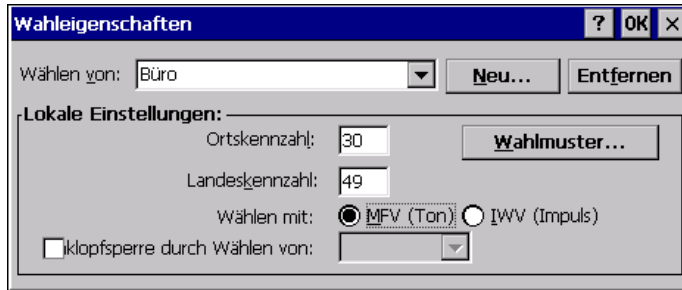 Wahleigenschaften ? OK ×
Wählen von: Büro Neu... Entfernen
Lokale Einstellungen:
Ortskennzahl: 30 Wahlmuster...
Landeskennzahl: 49
Wählen mit: MFV (Ton) IWV (Impuls)
klopfsperre durch Wählen von: